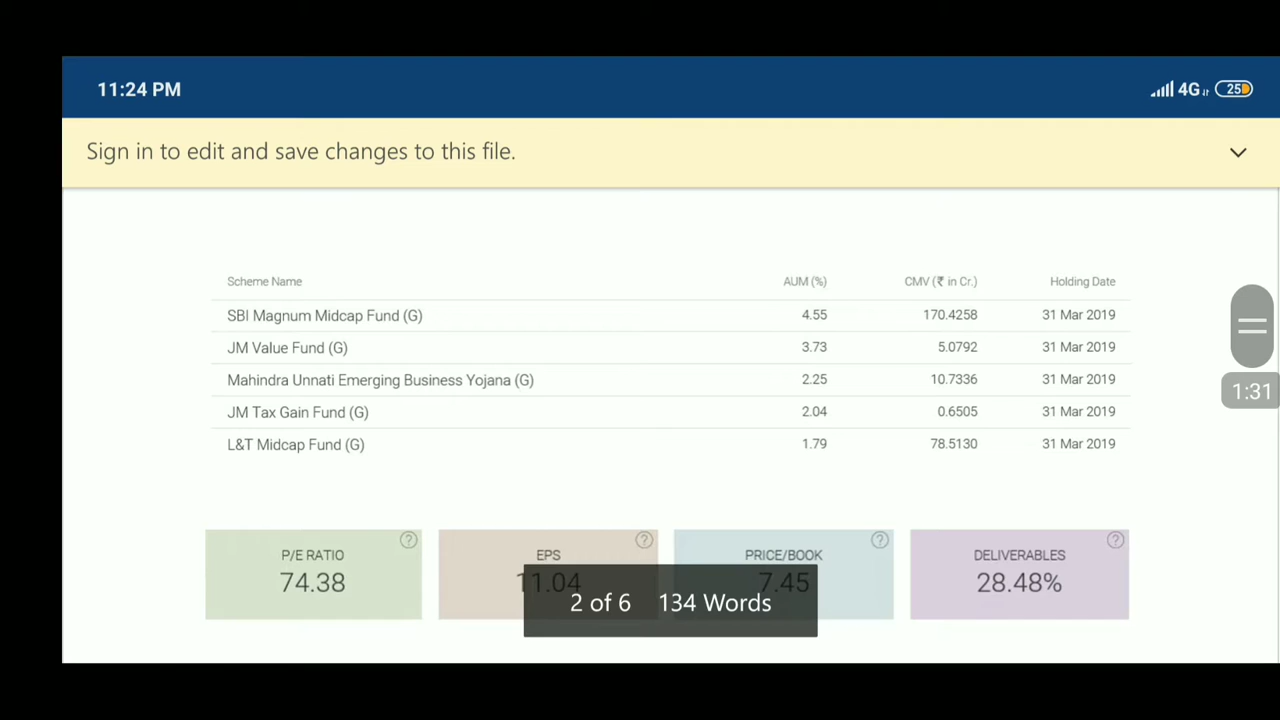 11:24 PM 4G 25
Sign in to edit and save changes to this file.
Scheme Name AUM (%) CMV (₹ in Cr.) Holding Date
SBI Magnum Midcap Fund (G) 4.55 170.4258 31 Mar 2019
JM Value Fund (G) 3.73 5.0792 31 Mar 2019
Mahindra Unnati Emerging Business Yojana (G) 2.25 10.7336 31 Mar 2019
JM Tax Gain Fund (G) 2.04 0.6505 31 Mar 2019
L&T Midcap Fund (G) 1.79 78.5130 31 Mar 2019
1:31
P/E RATIO ? EPS ? PRICE/BOOK ? DELIVERABLES ?
74.38 11.04 7.45 28.48%
2 of 6 134 Words